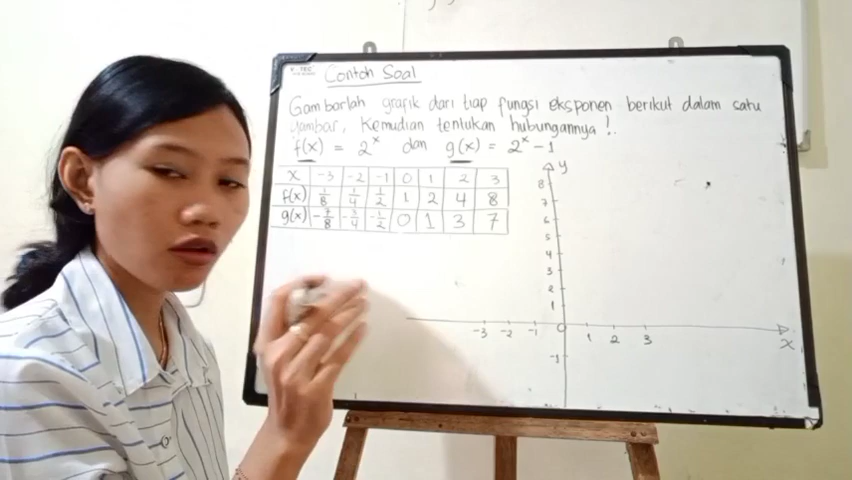 V-TEC
Contoh Soal
Gambarlah grafik dari tiap fungsi eksponen berikut dalam satu
gambar, kemudian tentukan hubungannya !.
f(x) = 2ˣ dan g(x) = 2ˣ - 1
x -3 -2 -1 0 1 2 3
f(x) 1/8 1/4 1/2 1 2 4 8
g(x) -7/8 -3/4 -1/2 0 1 3 7
y
8
7
6
5
4
3
2
1
-3 -2 -1 0 1 2 3 x
-1